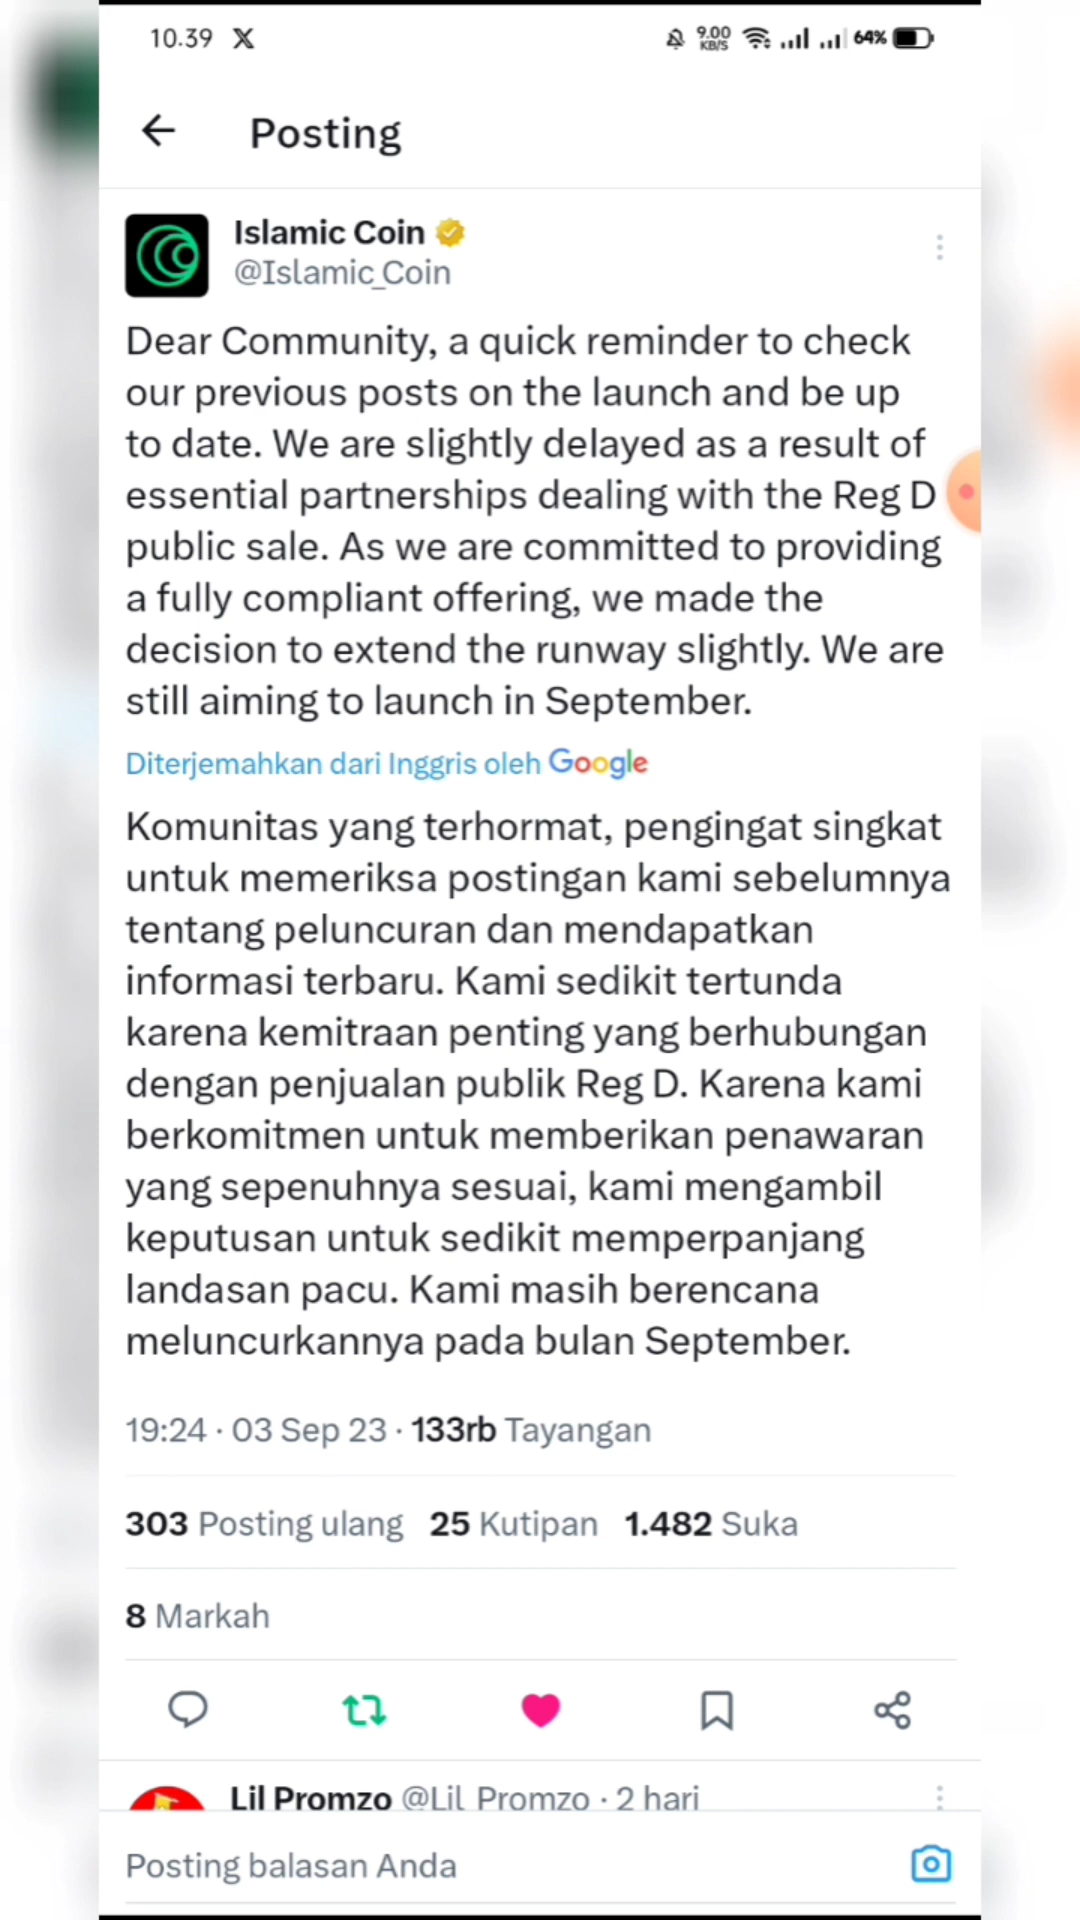 10.39 X 9.00 KB/S 64%
Posting
Islamic Coin
@Islamic_Coin
Dear Community, a quick reminder to check
our previous posts on the launch and be up
to date. We are slightly delayed as a result of
essential partnerships dealing with the Reg D
public sale. As we are committed to providing
a fully compliant offering, we made the
decision to extend the runway slightly. We are
still aiming to launch in September.
Diterjemahkan dari Inggris oleh Google
Komunitas yang terhormat, pengingat singkat
untuk memeriksa postingan kami sebelumnya
tentang peluncuran dan mendapatkan
informasi terbaru. Kami sedikit tertunda
karena kemitraan penting yang berhubungan
dengan penjualan publik Reg D. Karena kami
berkomitmen untuk memberikan penawaran
yang sepenuhnya sesuai, kami mengambil
keputusan untuk sedikit memperpanjang
landasan pacu. Kami masih berencana
meluncurkannya pada bulan September.
19:24 · 03 Sep 23 · 133rb Tayangan
303 Posting ulang 25 Kutipan 1.482 Suka
8 Markah
Lil Promzo @Lil_Promzo · 2 hari
Posting balasan Anda